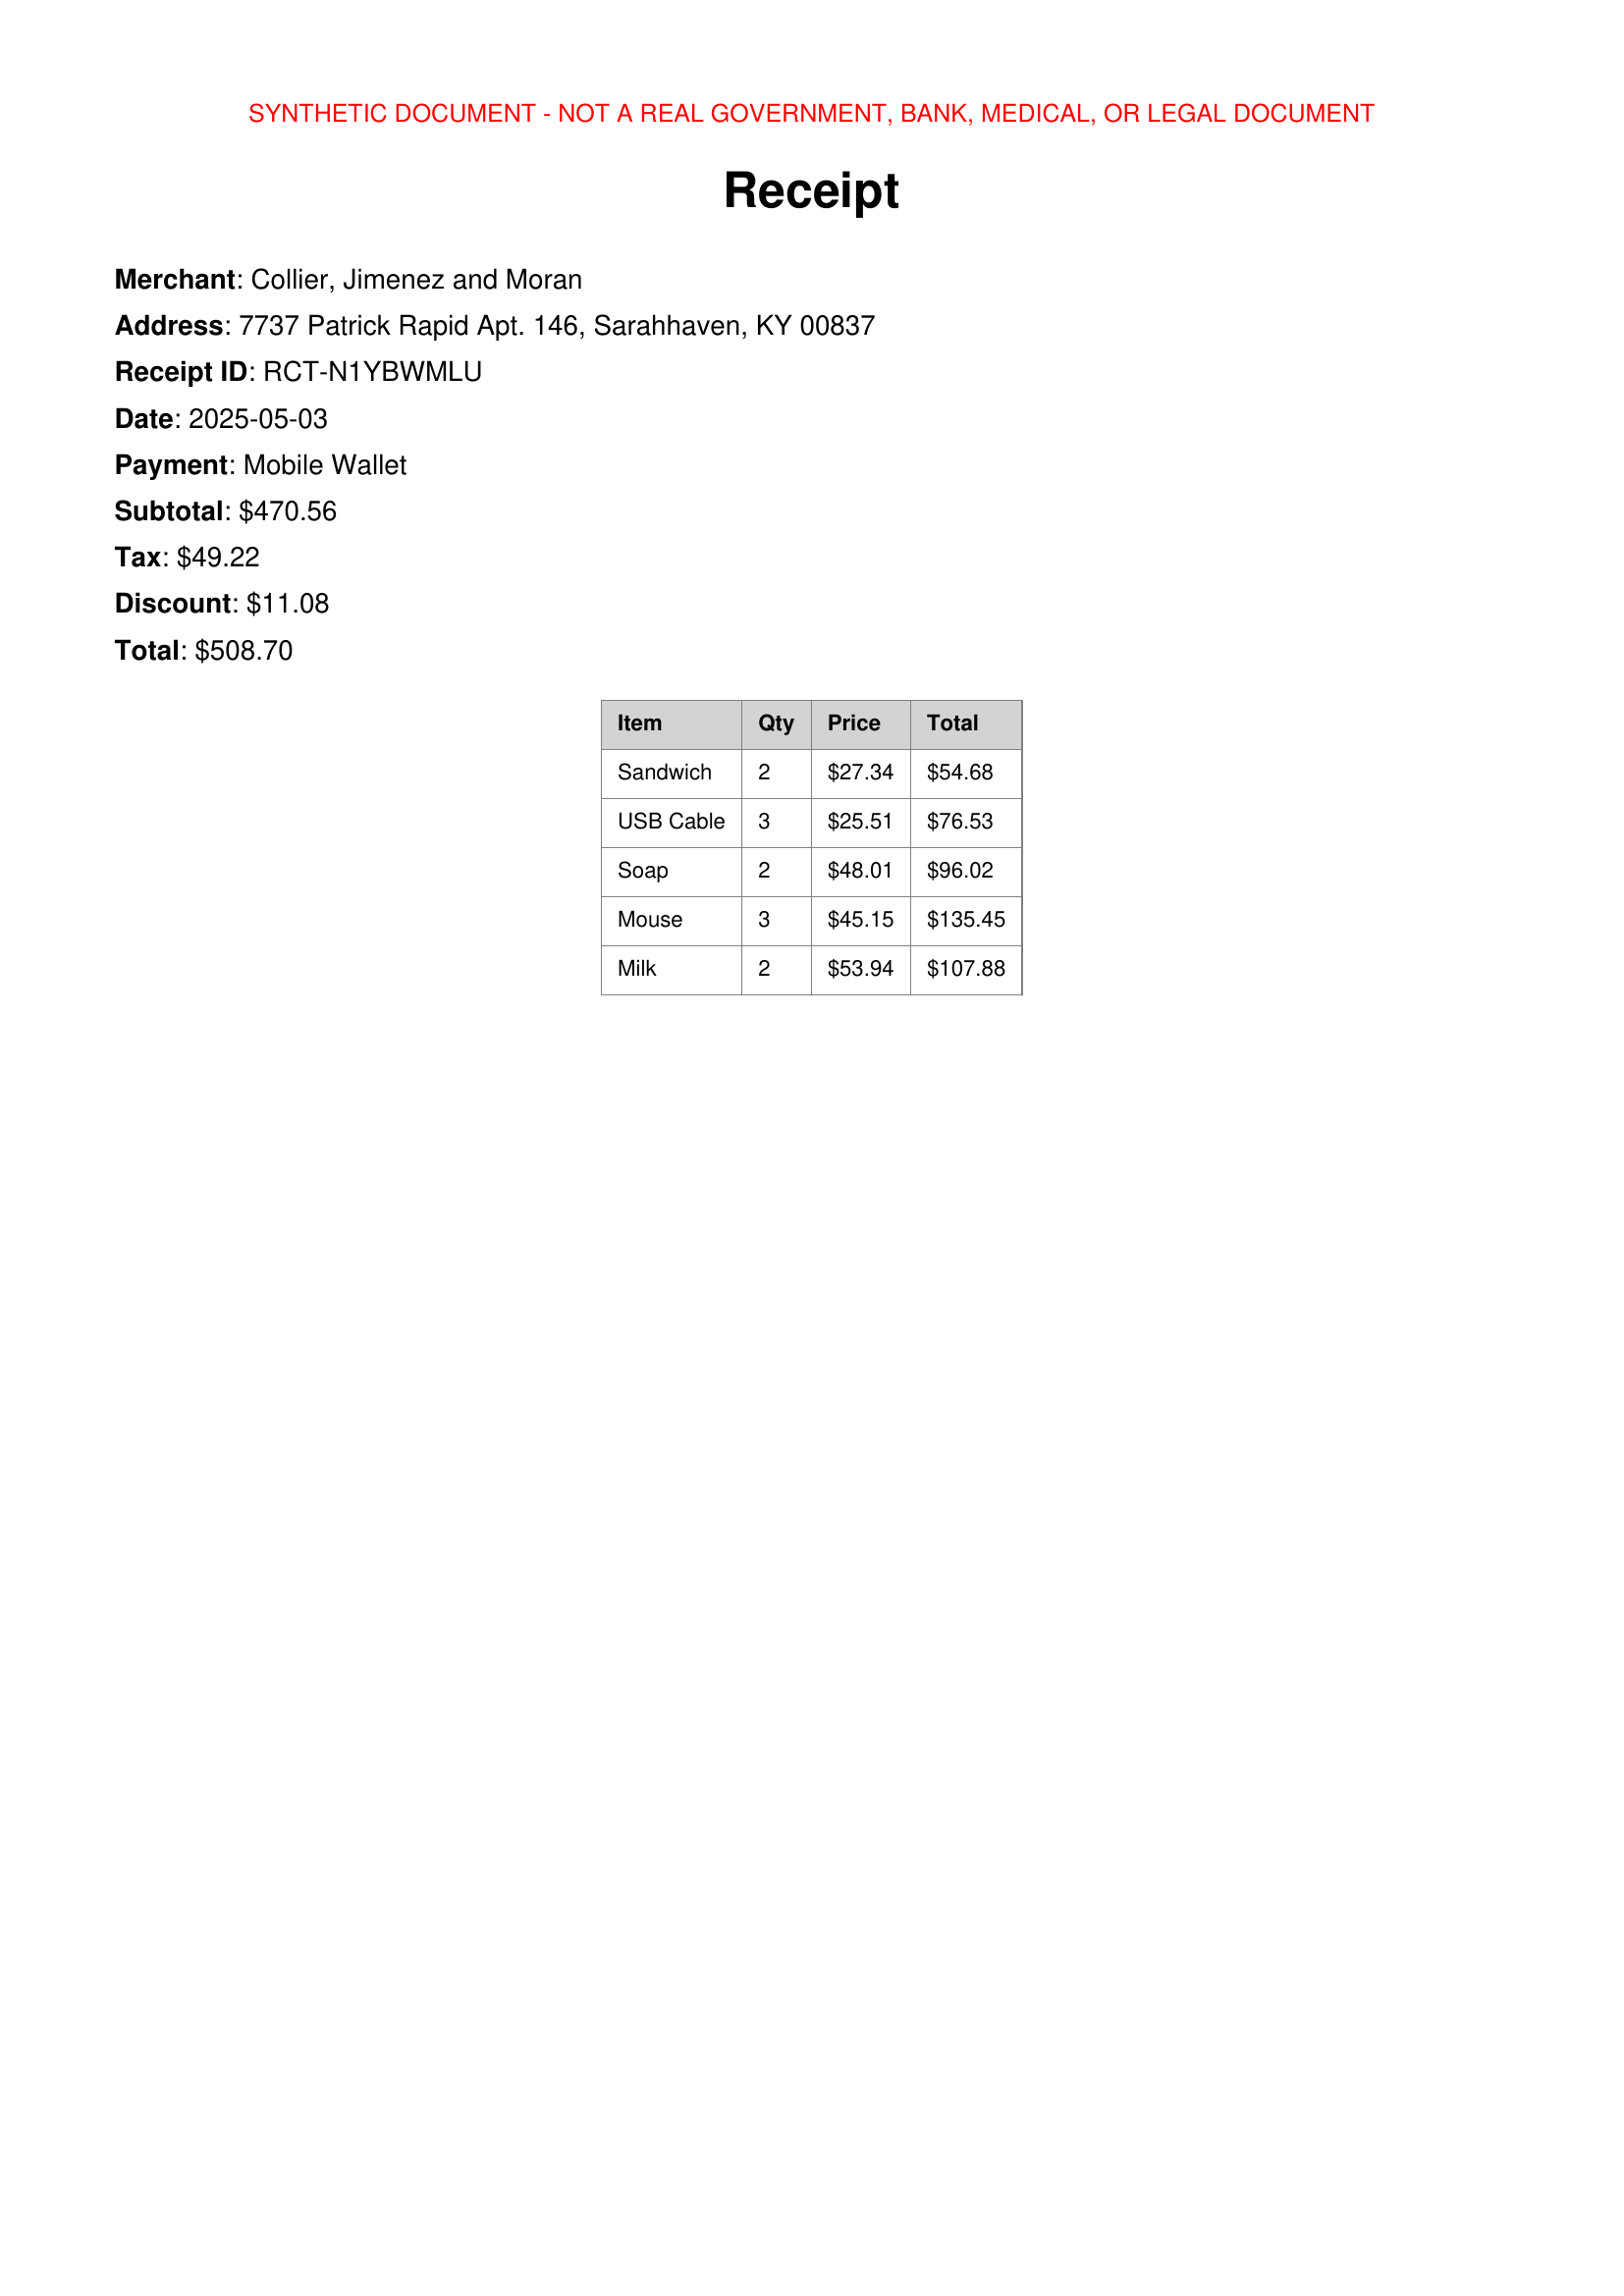 SYNTHETIC DOCUMENT - NOT A REAL GOVERNMENT, BANK, MEDICAL, OR LEGAL DOCUMENT
Receipt
Merchant: Collier, Jimenez and Moran
Address: 7737 Patrick Rapid Apt. 146, Sarahhaven, KY 00837
Receipt ID: RCT-N1YBWMLU
Date: 2025-05-03
Payment: Mobile Wallet
Subtotal: $470.56
Tax: $49.22
Discount: $11.08
Total: $508.70
Item Qty Price Total
Sandwich 2 $27.34 $54.68
USB Cable 3 $25.51 $76.53
Soap 2 $48.01 $96.02
Mouse 3 $45.15 $135.45
Milk 2 $53.94 $107.88